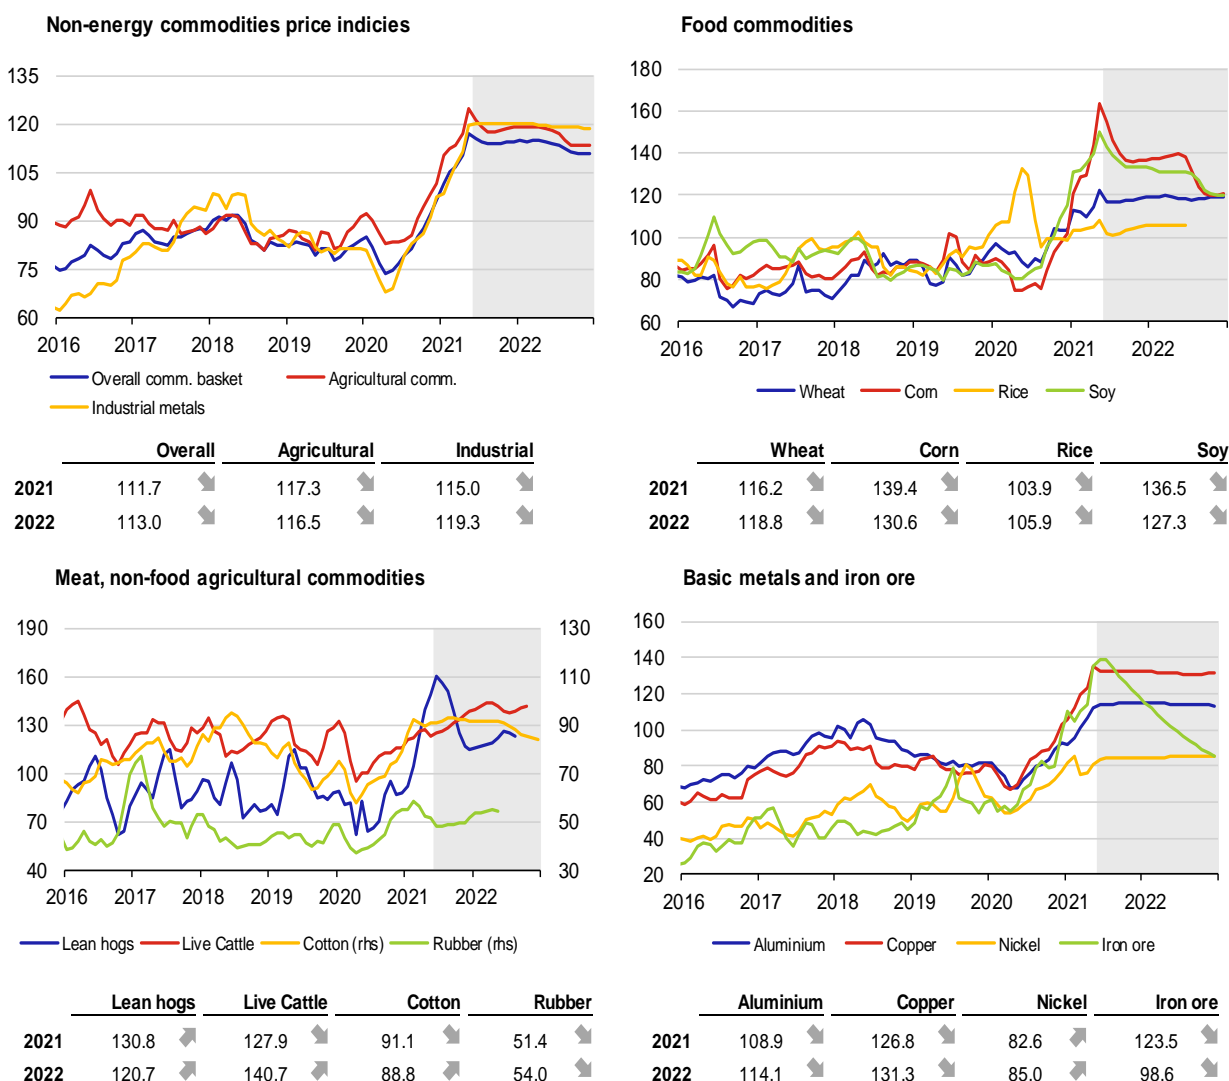 Non-energy commodities price indicies
135
120
105
90
75
60
2016 2017 2018 2019 2020 2021 2022
Overall comm. basket Agricultural comm.
Industrial metals
Overall Agricultural Industrial
2021 111.7 117.3 115.0
2022 113.0 116.5 119.3
Food commodities
180
160
140
120
100
80
60
2016 2017 2018 2019 2020 2021 2022
Wheat Corn Rice Soy
Wheat Corn Rice Soy
2021 116.2 139.4 103.9 136.5
2022 118.8 130.6 105.9 127.3
Meat, non-food agricultural commodities
190 130
160 110
130 90
100 70
70 50
40 30
2016 2017 2018 2019 2020 2021 2022
Lean hogs Live Cattle Cotton (rhs) Rubber (rhs)
Lean hogs Live Cattle Cotton Rubber
2021 130.8 127.9 91.1 51.4
2022 120.7 140.7 88.8 54.0
Basic metals and iron ore
160
140
120
100
80
60
40
20
2016 2017 2018 2019 2020 2021 2022
Aluminium Copper Nickel Iron ore
Aluminium Copper Nickel Iron ore
2021 108.9 126.8 82.6 123.5
2022 114.1 131.3 85.0 98.6